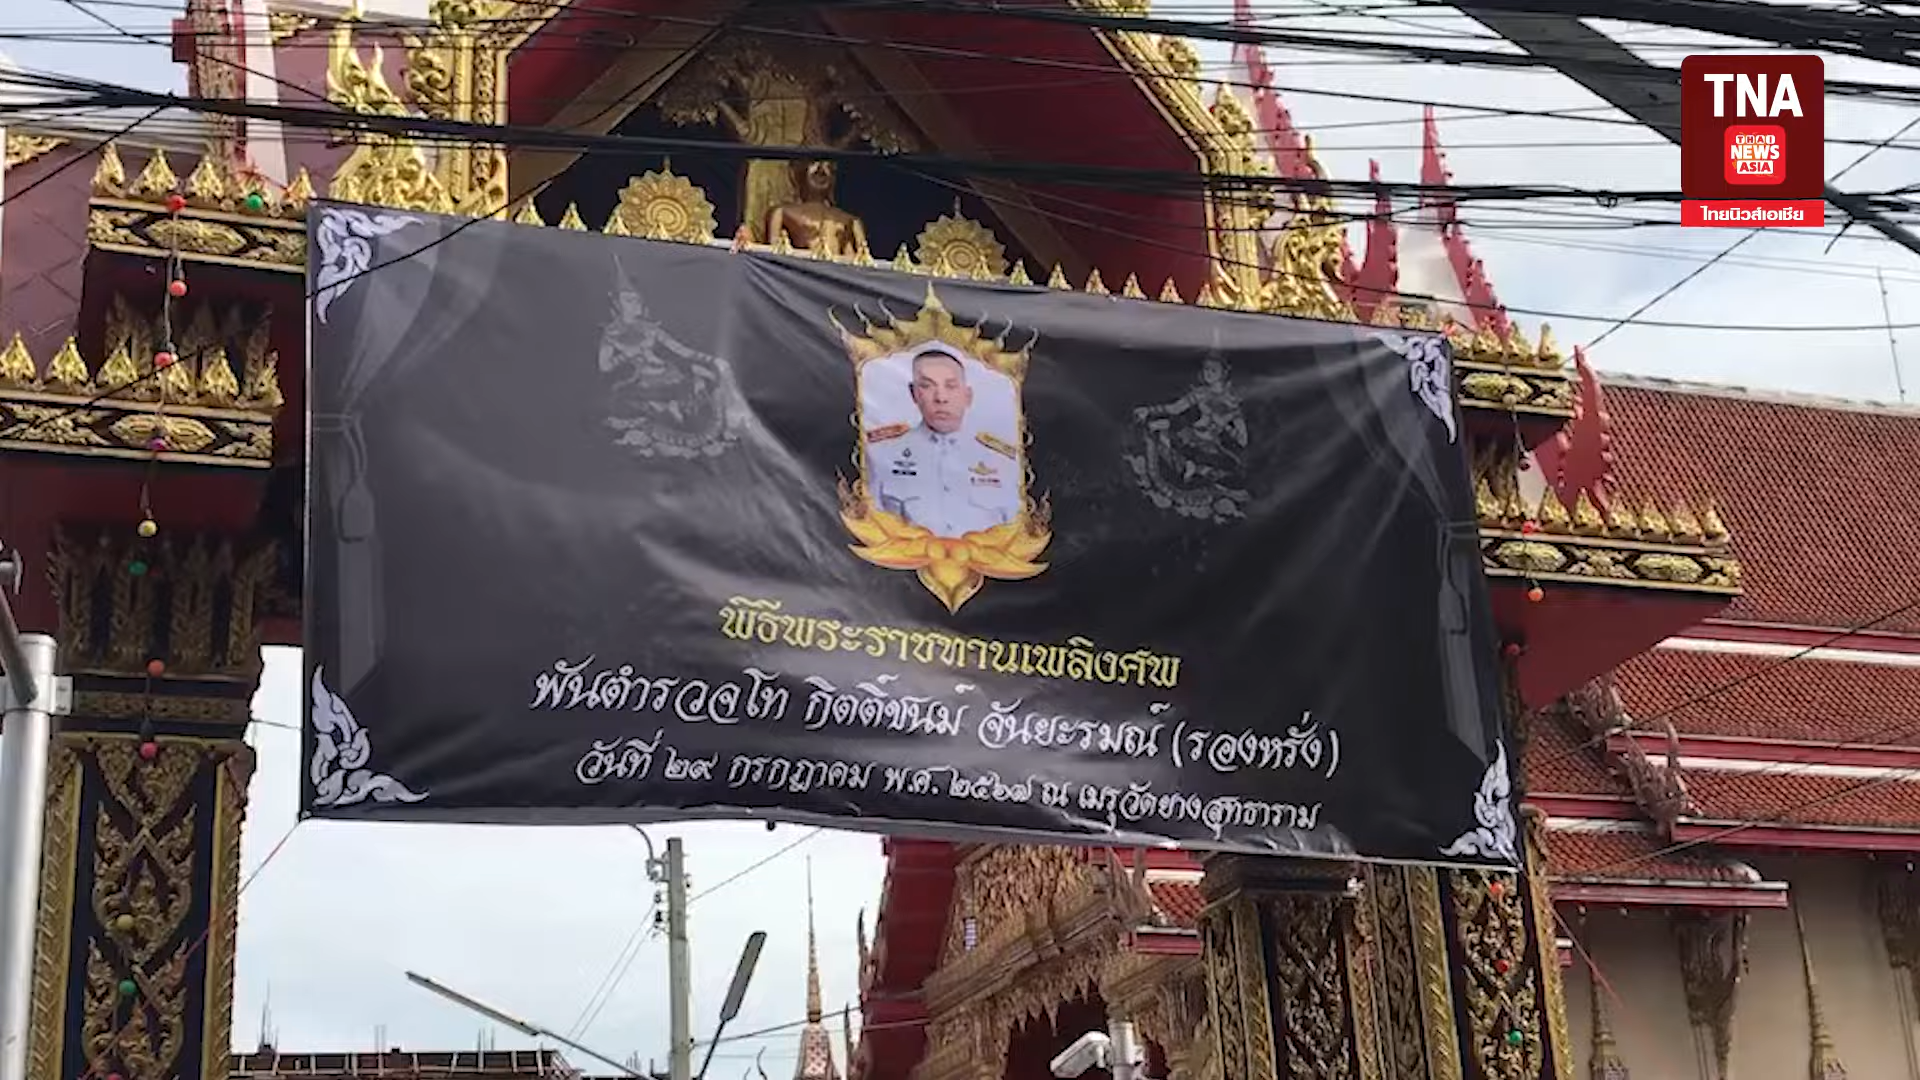 TNA
THAI
NEWS
ASIA
ไทยนิวส์เอเชีย
พิธีพระราชทานเพลิงศพ
พันตำรวจโท กิตติ์ชนม์ จันยะรมณ์ (รองหรั่ง)
วันที่ ๒๙ กรกฎาคม พ.ศ. ๒๕๖๗ ณ เมรุวัดยางสุทธาราม